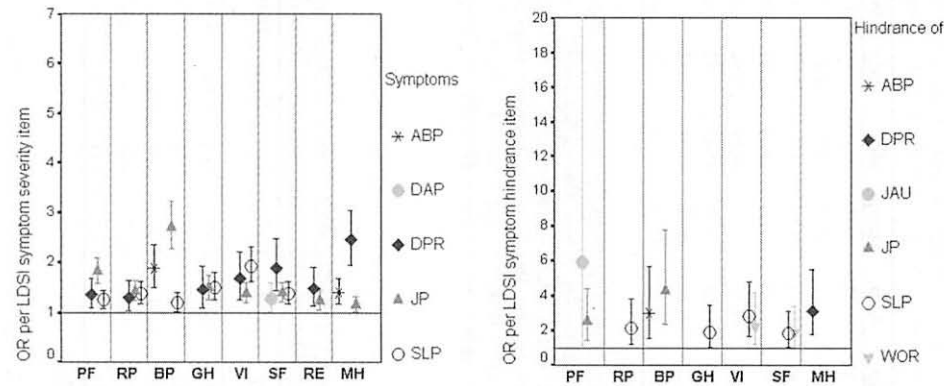 OR per LDSI symptom severity item
7
6
5
4
3
2
1
0
PF RP BP GH VI SF RE MH
Symptoms
ABP
DAP
DPR
JP
SLP
OR per LDSI symptom hindrance item
20
18
16
14
12
10
8
6
4
2
0
PF RP BP GH VI SF MH
Hindrance of
ABP
DPR
JAU
JP
SLP
WOR